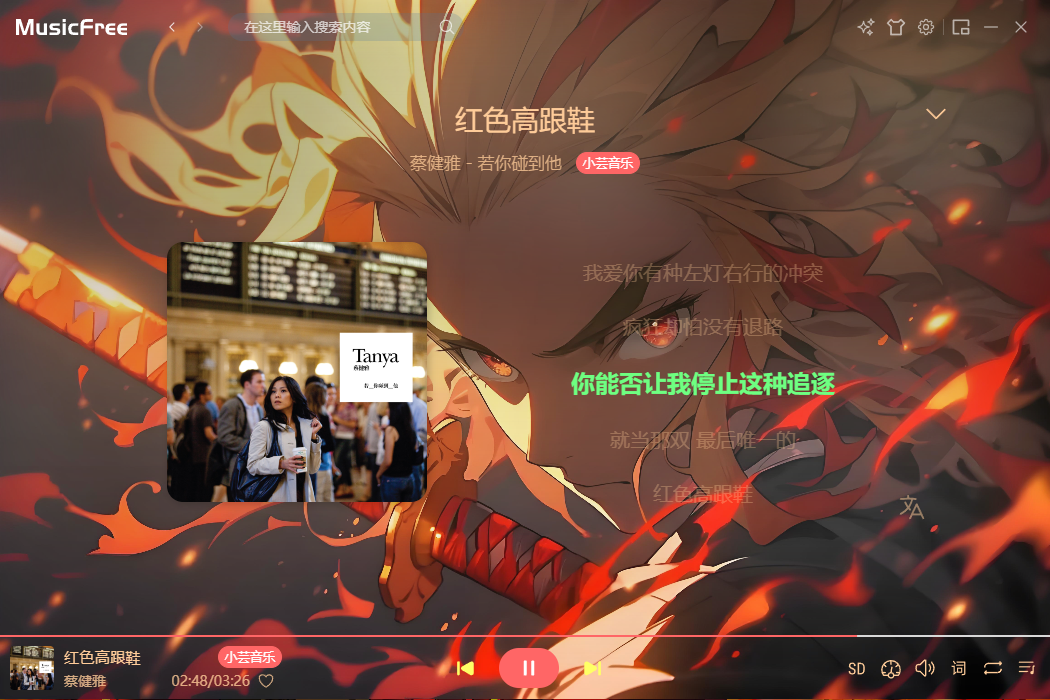 MusicFree
在这里输入搜索内容
红色高跟鞋
蔡健雅 - 若你碰到他 小芸音乐
我爱你有种左灯右行的冲突
疯狂却怕没有退路
你能否让我停止这种追逐
就当那双 最后唯一的
红色高跟鞋
Tanya
蔡健雅
红色高跟鞋 小芸音乐
蔡健雅 02:48/03:26
SD 词